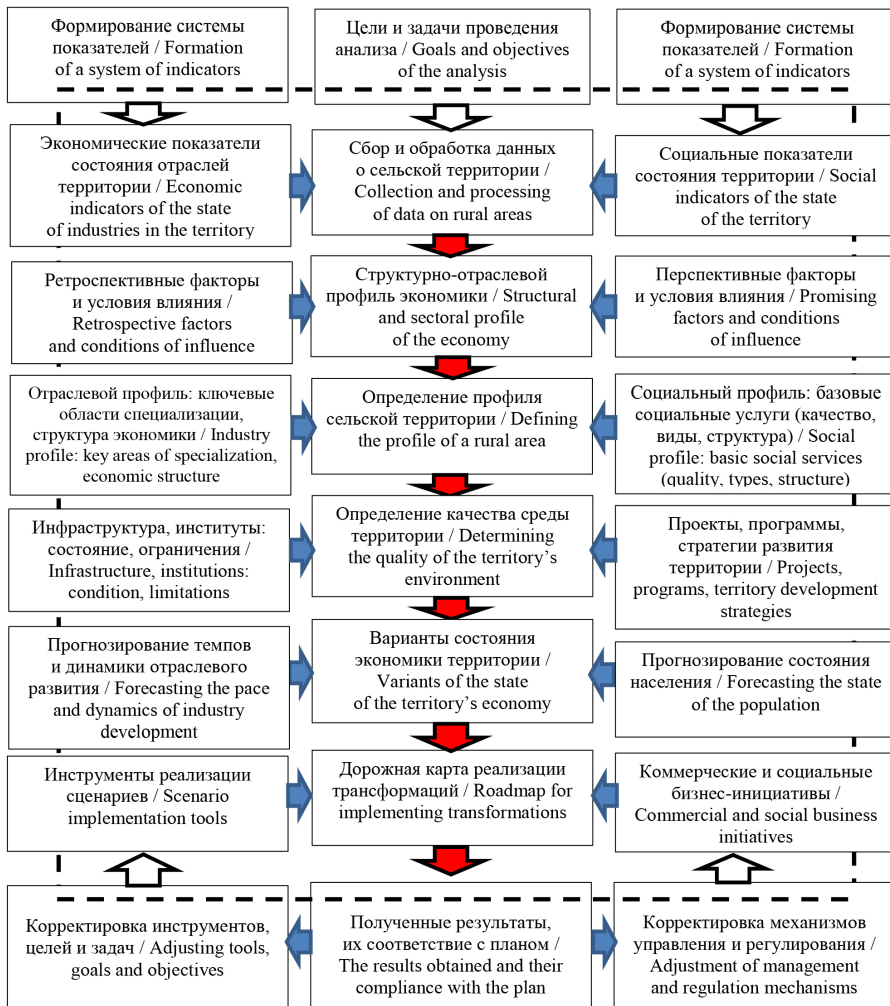 Формирование системы
показателей / Formation
of a system of indicators
Цели и задачи проведения
анализа / Goals and objectives
of the analysis
Формирование системы
показателей / Formation
of a system of indicators
Экономические показатели
состояния отраслей
территории / Economic
indicators of the state
of industries in the territory
Сбор и обработка данных
о сельской территории /
Collection and processing
of data on rural areas
Социальные показатели
состояния территории / Social
indicators of the state
of the territory
Ретроспективные факторы
и условия влияния /
Retrospective factors
and conditions of influence
Структурно-отраслевой
профиль экономики / Structural
and sectoral profile
of the economy
Перспективные факторы
и условия влияния / Promising
factors and conditions
of influence
Отраслевой профиль: ключевые
области специализации,
структура экономики / Industry
profile: key areas of specialization,
economic structure
Определение профиля
сельской территории / Defining
the profile of a rural area
Социальный профиль: базовые
социальные услуги (качество,
виды, структура) / Social
profile: basic social services
(quality, types, structure)
Инфраструктура, институты:
состояние, ограничения /
Infrastructure, institutions:
condition, limitations
Определение качества среды
территории / Determining
the quality of the territory’s
environment
Проекты, программы,
стратегии развития
территории / Projects,
programs, territory development
strategies
Прогнозирование темпов
и динамики отраслевого
развития / Forecasting the pace
and dynamics of industry
development
Варианты состояния
экономики территории /
Variants of the state
of the territory’s economy
Прогнозирование состояния
населения / Forecasting the state
of the population
Инструменты реализации
сценариев / Scenario
implementation tools
Дорожная карта реализации
трансформаций / Roadmap for
implementing transformations
Коммерческие и социальные
бизнес-инициативы /
Commercial and social business
initiatives
Корректировка инструментов,
целей и задач / Adjusting tools,
goals and objectives
Полученные результаты,
их соответствие с планом /
The results obtained and their
compliance with the plan
Корректировка механизмов
управления и регулирования /
Adjustment of management
and regulation mechanisms